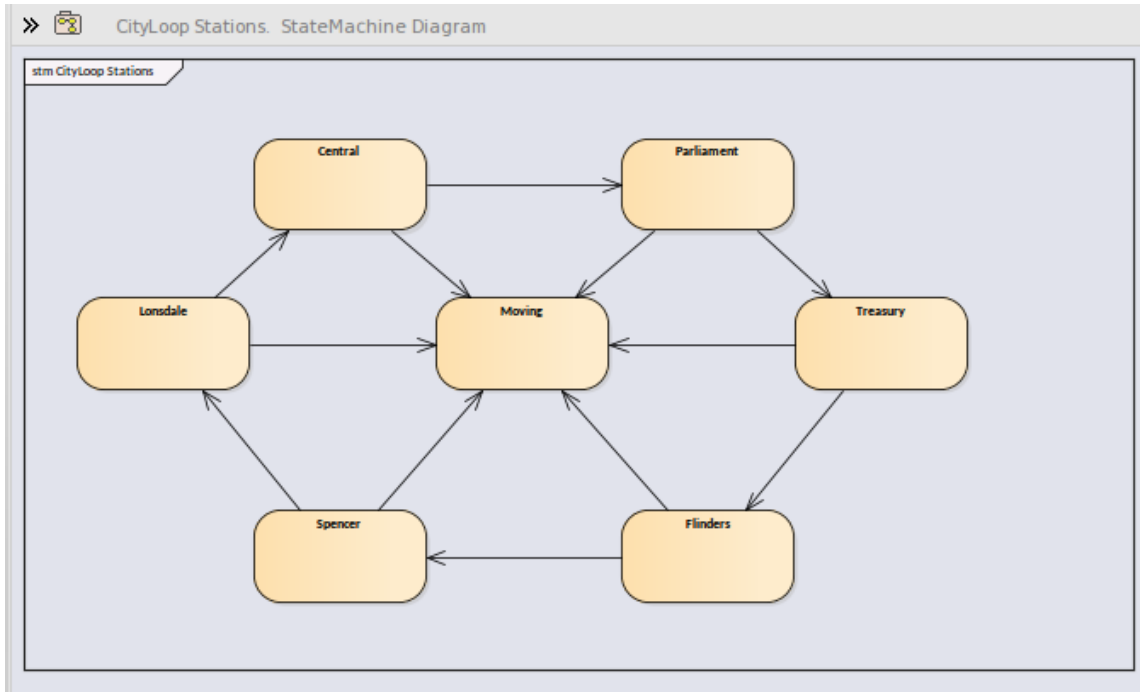 CityLoop Stations. StateMachine Diagram
stm CityLoop Stations
Central
Parliament
Lonsdale
Moving
Treasury
Spencer
Flinders